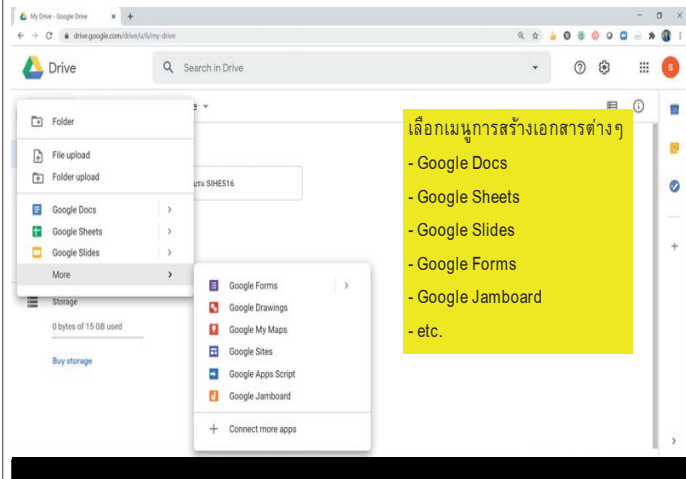 My Drive - Google Drive
drive.google.com/drive/u/6/my-drive
Drive
Search in Drive
S
Folder
File upload
Folder upload
Google Docs
Google Sheets
Google Slides
More
SIHE516
Storage
0 bytes of 15 GB used
Buy storage
Google Forms
Google Drawings
Google My Maps
Google Sites
Google Apps Script
Google Jamboard
Connect more apps
เลือกเมนูการสร้างเอกสารต่างๆ
- Google Docs
- Google Sheets
- Google Slides
- Google Forms
- Google Jamboard
- etc.